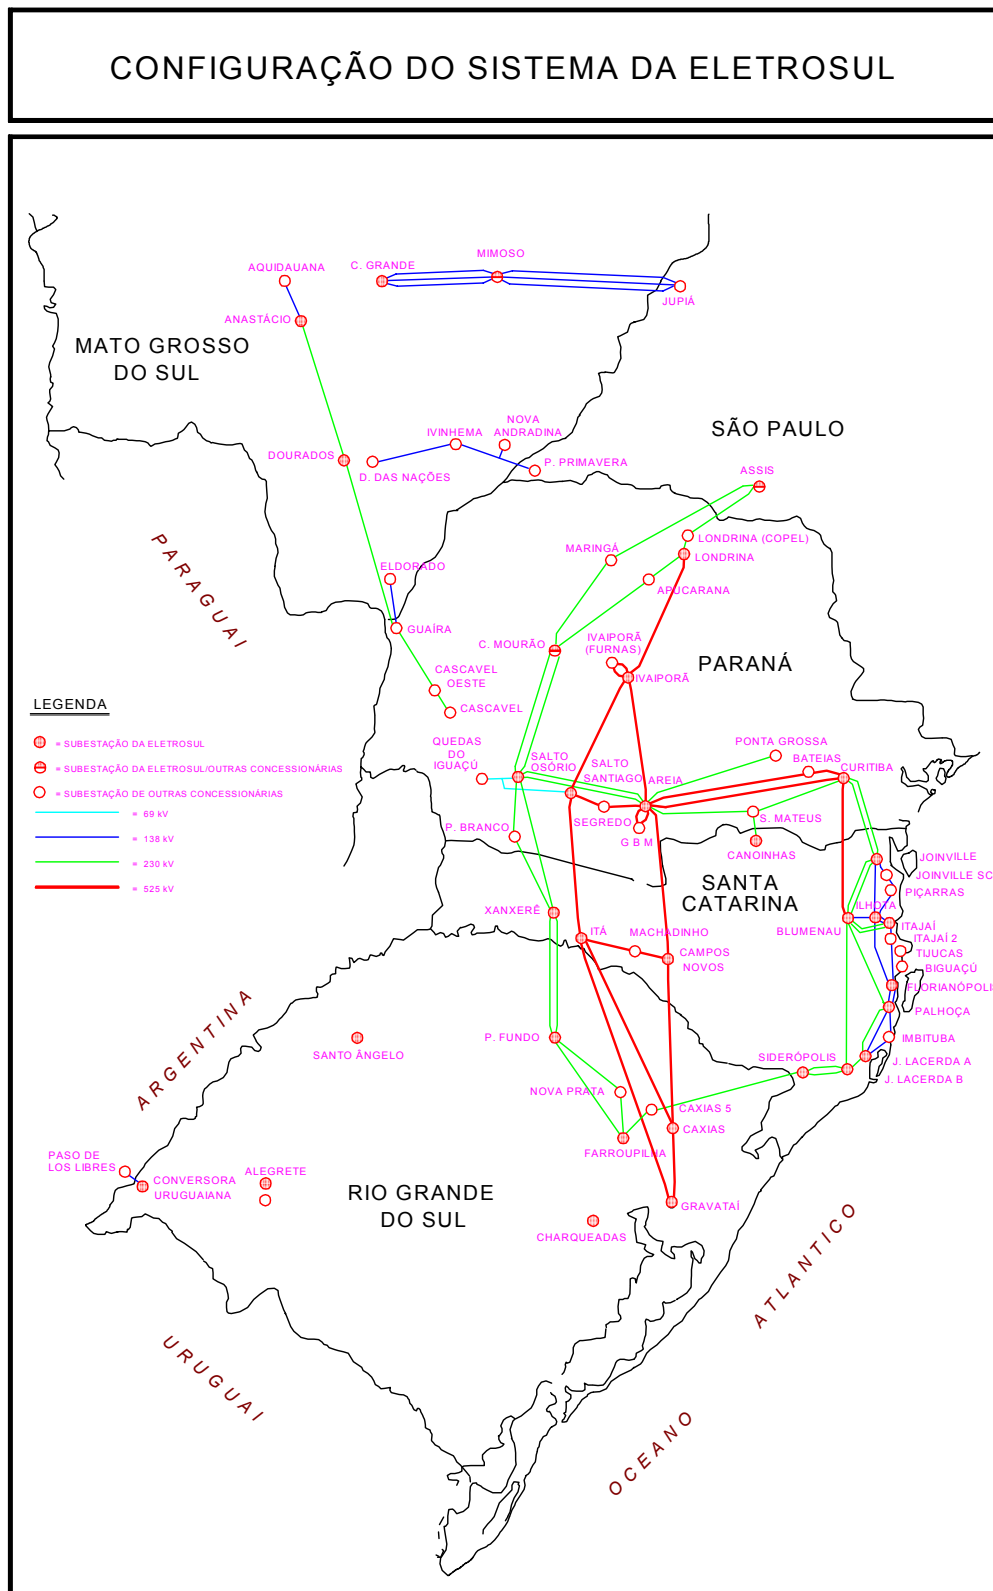 CONFIGURAÇÃO DO SISTEMA DA ELETROSUL
MIMOSO
AQUIDAUANA
C. GRANDE
JUPIÁ
ANASTÁCIO
MATO GROSSO
DO SUL
NOVA
ANDRADINA
IVINHEMA
SÃO PAULO
DOURADOS
D. DAS NAÇÕES
P. PRIMAVERA
ASSIS
PARAGUAI
LONDRINA (COPEL)
MARINGÁ
LONDRINA
ELDORADO
APUCARANA
GUAÍRA
C. MOURÃO
IVAIPORÃ
(FURNAS)
PARANÁ
IVAIPORÃ
CASCAVEL
OESTE
CASCAVEL
LEGENDA
= SUBESTAÇÃO DA ELETROSUL
= SUBESTAÇÃO DA ELETROSUL/OUTRAS CONCESSIONÁRIAS
= SUBESTAÇÃO DE OUTRAS CONCESSIONÁRIAS
= 69 kV
= 138 kV
= 230 kV
= 525 kV
QUEDAS
DO
IGUAÇÚ
SALTO
OSÓRIO
SALTO
SANTIAGO
AREIA
PONTA GROSSA
BATEIAS
CURITIBA
SEGREDO
G B M
S. MATEUS
P. BRANCO
CANOINHAS
JOINVILLE
JOINVILLE SC
PIÇARRAS
SANTA
CATARINA
XANXERÊ
ILHOTA
BLUMENAU
ITAJAÍ
ITÁ
MACHADINHO
ITAJAÍ 2
TIJUCAS
CAMPOS
NOVOS
BIGUAÇÚ
FLORIANÓPOLIS
PALHOÇA
ARGENTINA
SANTO ÂNGELO
P. FUNDO
IMBITUBA
SIDERÓPOLIS
J. LACERDA A
J. LACERDA B
NOVA PRATA
CAXIAS 5
CAXIAS
FARROUPILHA
PASO DE
LOS LIBRES
CONVERSORA
URUGUAIANA
ALEGRETE
RIO GRANDE
DO SUL
GRAVATAÍ
CHARQUEADAS
URUGUAI
OCEANO
ATLANTICO